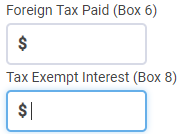 Foreign Tax Paid (Box 6)
$
Tax Exempt Interest (Box 8)
$